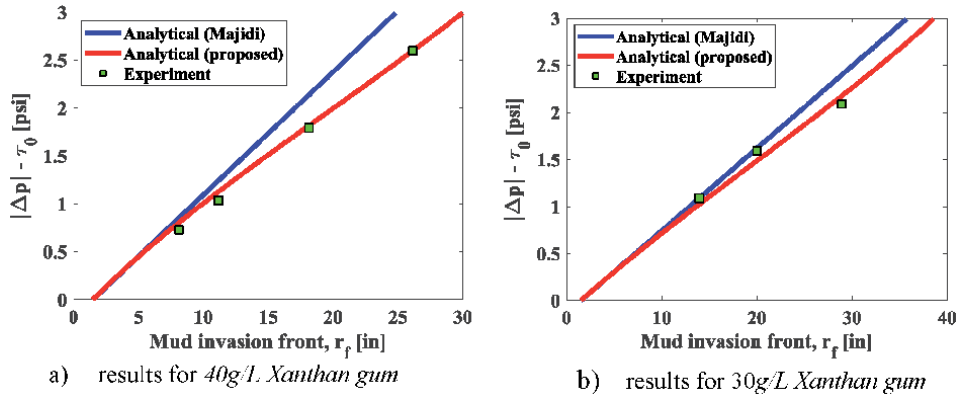 3
2.5
2
1.5
1
0.5
0
|Δp| - τ0 [psi]
Analytical (Majidi)
Analytical (proposed)
Experiment
0 5 10 15 20 25 30
Mud invasion front, r_f [in]
a) results for 40g/L Xanthan gum
3
2.5
2
1.5
1
0.5
0
|Δp| - τ0 [psi]
Analytical (Majidi)
Analytical (proposed)
Experiment
0 10 20 30 40
Mud invasion front, r_f [in]
b) results for 30g/L Xanthan gum